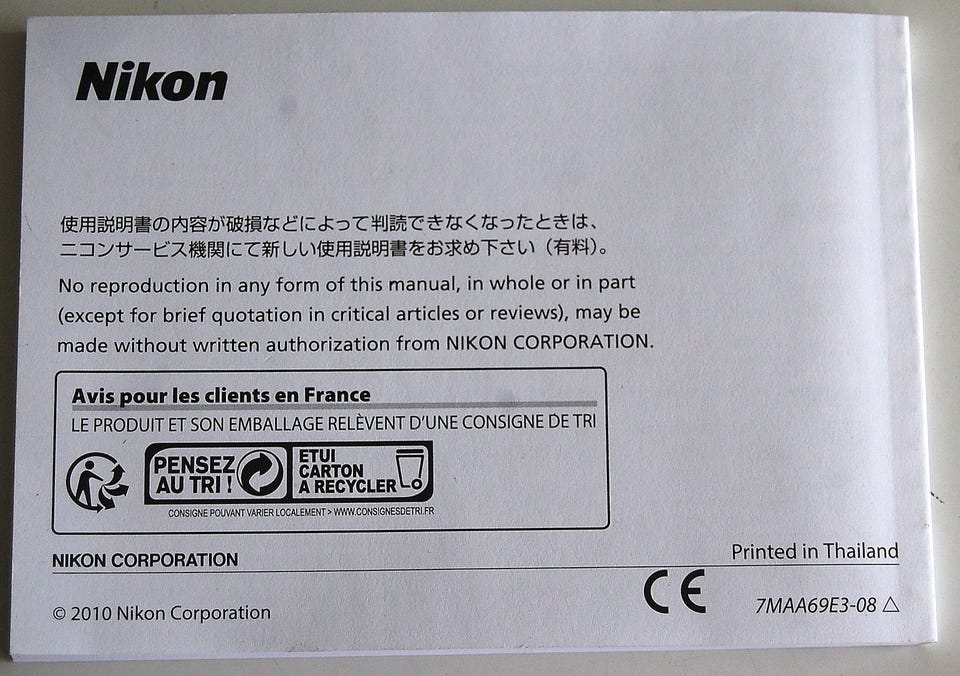 Nikon
使用説明書の内容が破損などによって判読できなくなったときは、
ニコンサービス機関にて新しい使用説明書をお求め下さい（有料）。
No reproduction in any form of this manual, in whole or in part
(except for brief quotation in critical articles or reviews), may be
made without written authorization from NIKON CORPORATION.
Avis pour les clients en France
LE PRODUIT ET SON EMBALLAGE RELÈVENT D'UNE CONSIGNE DE TRI
PENSEZ
AU TRI !
ETUI
CARTON
A RECYCLER
CONSIGNE POUVANT VARIER LOCALEMENT > WWW.CONSIGNESDETRI.FR
NIKON CORPORATION
Printed in Thailand
CE
© 2010 Nikon Corporation
7MAA69E3-08 △